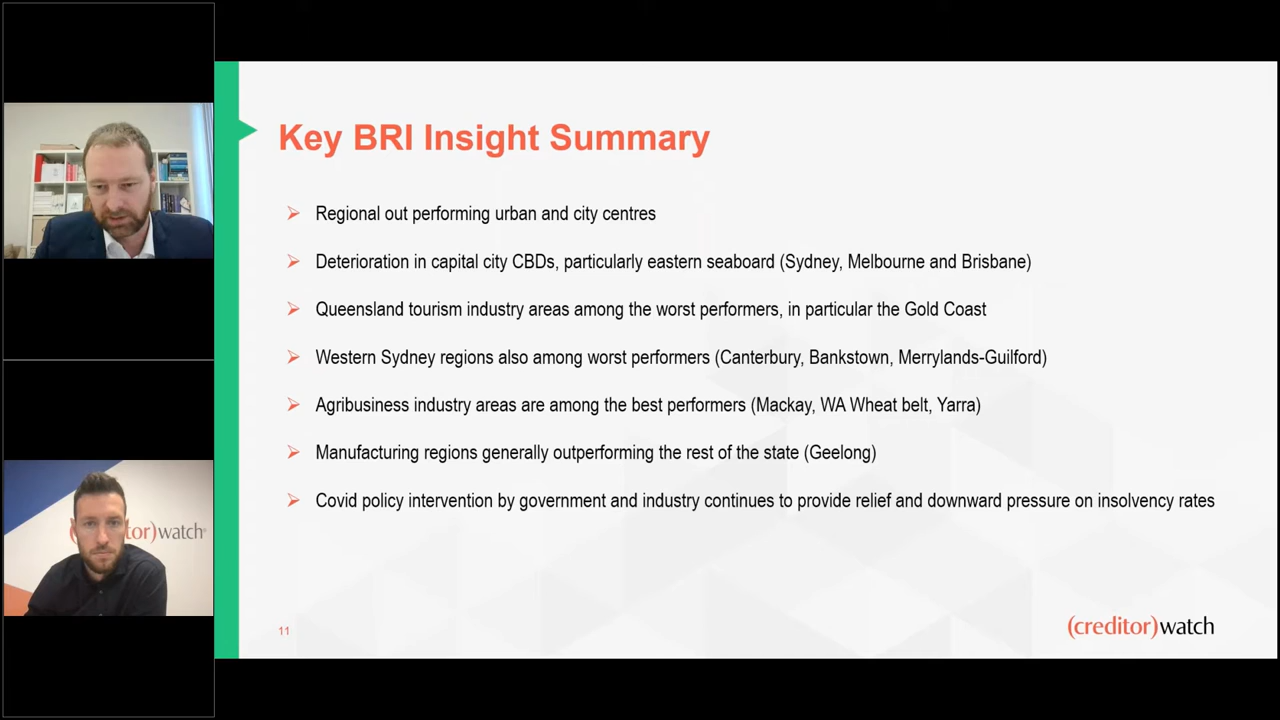 Key BRI Insight Summary
Regional out performing urban and city centres
Deterioration in capital city CBDs, particularly eastern seaboard (Sydney, Melbourne and Brisbane)
Queensland tourism industry areas among the worst performers, in particular the Gold Coast
Western Sydney regions also among worst performers (Canterbury, Bankstown, Merrylands-Guilford)
Agribusiness industry areas are among the best performers (Mackay, WA Wheat belt, Yarra)
Manufacturing regions generally outperforming the rest of the state (Geelong)
Covid policy intervention by government and industry continues to provide relief and downward pressure on insolvency rates
itor)watch
11
(creditor)watch